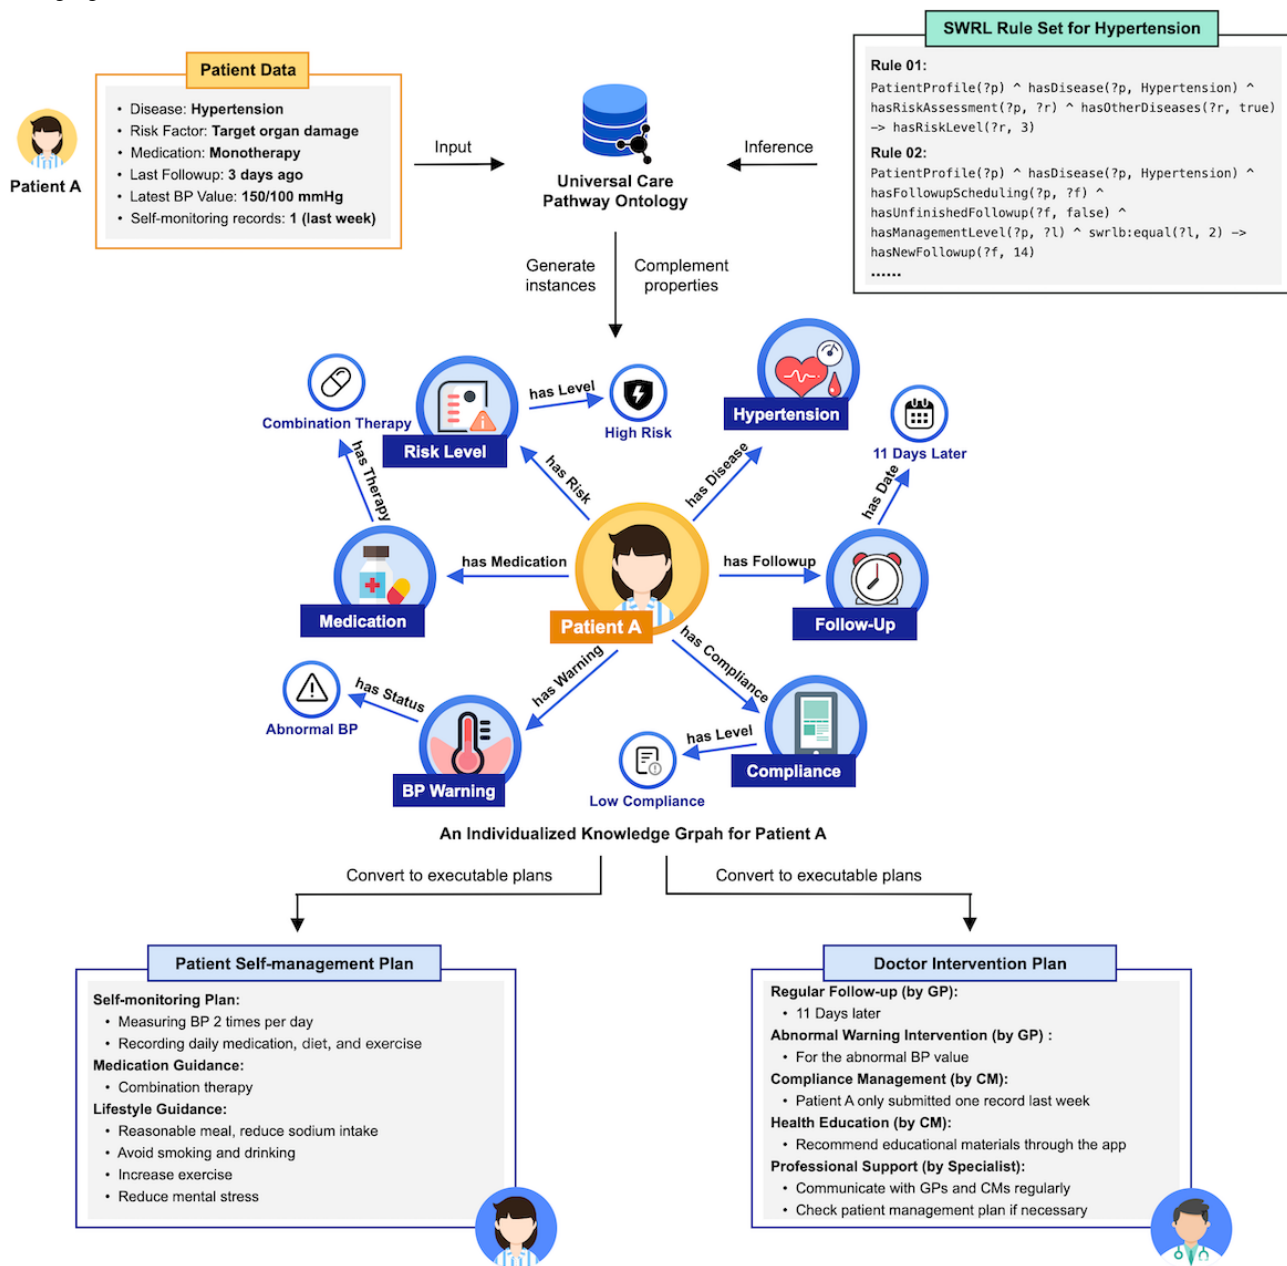 SWRL Rule Set for Hypertension
Rule 01:
PatientProfile(?p) ^ hasDisease(?p, Hypertension) ^
hasRiskAssessment(?p, ?r) ^ hasOtherDiseases(?r, true)
—> hasRiskLevel(?r, 3)
Rule 02:
PatientProfile(?p) ^ hasDisease(?p, Hypertension) ^
hasFollowupScheduling(?p, ?f) ^
hasUnfinishedFollowup(?f, false) ^
hasManagementLevel(?p, ?l) ^ swrlb:equal(?l, 2) —>
hasNewFollowup(?f, 14)
......
Patient Data
• Disease: Hypertension
• Risk Factor: Target organ damage
• Medication: Monotherapy
• Last Followup: 3 days ago
• Latest BP Value: 150/100 mmHg
• Self-monitoring records: 1 (last week)
Patient A
Input
Inference
Universal Care
Pathway Ontology
Generate
instances
Complement
properties
Combination Therapy
has Therapy
Risk Level
has Level
High Risk
has Risk
Hypertension
has Disease
11 Days Later
has Date
has Medication
Medication
Patient A
has Followup
Follow-Up
has Warning
has Status
Abnormal BP
BP Warning
has Compliance
has Level
Low Compliance
Compliance
An Individualized Knowledge Grpah for Patient A
Convert to executable plans
Convert to executable plans
Patient Self-management Plan
Self-monitoring Plan:
• Measuring BP 2 times per day
• Recording daily medication, diet, and exercise
Medication Guidance:
• Combination therapy
Lifestyle Guidance:
• Reasonable meal, reduce sodium intake
• Avoid smoking and drinking
• Increase exercise
• Reduce mental stress
Doctor Intervention Plan
Regular Follow-up (by GP):
• 11 Days later
Abnormal Warning Intervention (by GP) :
• For the abnormal BP value
Compliance Management (by CM):
• Patient A only submitted one record last week
Health Education (by CM):
• Recommend educational materials through the app
Professional Support (by Specialist):
• Communicate with GPs and CMs regularly
• Check patient management plan if necessary